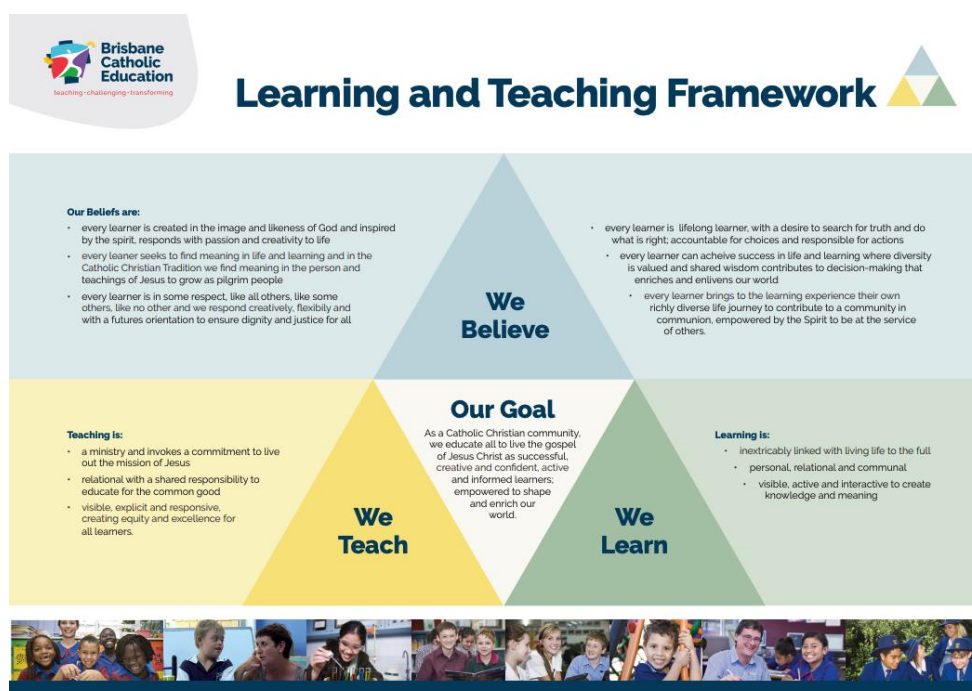 Brisbane
Catholic
Education
teaching•challenging•transforming
Learning and Teaching Framework
Our Beliefs are:
• every learner is created in the image and likeness of God and inspired
by the spirit, responds with passion and creativity to life
• every leaner seeks to find meaning in life and learning and in the
Catholic Christian Tradition we find meaning in the person and
teachings of Jesus to grow as pilgrim people
• every learner is in some respect, like all others, like some
others, like no other and we respond creatively, flexibily and
with a futures orientation to ensure dignity and justice for all
We
Believe
• every learner is lifelong learner, with a desire to search for truth and do
what is right; accountable for choices and responsible for actions
• every learner can acheive success in life and learning where diversity
is valued and shared wisdom contributes to decision-making that
enriches and enlivens our world
• every learner brings to the learning experience their own
richly diverse life journey to contribute to a community in
communion, empowered by the Spirit to be at the service
of others.
Teaching is:
• a ministry and invokes a commitment to live
out the mission of Jesus
• relational with a shared responsibility to
educate for the common good
• visible, explicit and responsive,
creating equity and excellence for
all learners.
We
Teach
Our Goal
As a Catholic Christian community,
we educate all to live the gospel
of Jesus Christ as successful,
creative and confident, active
and informed learners;
empowered to shape
and enrich our
world.
We
Learn
Learning is:
• inextricably linked with living life to the full
• personal, relational and communal
• visible, active and interactive to create
knowledge and meaning